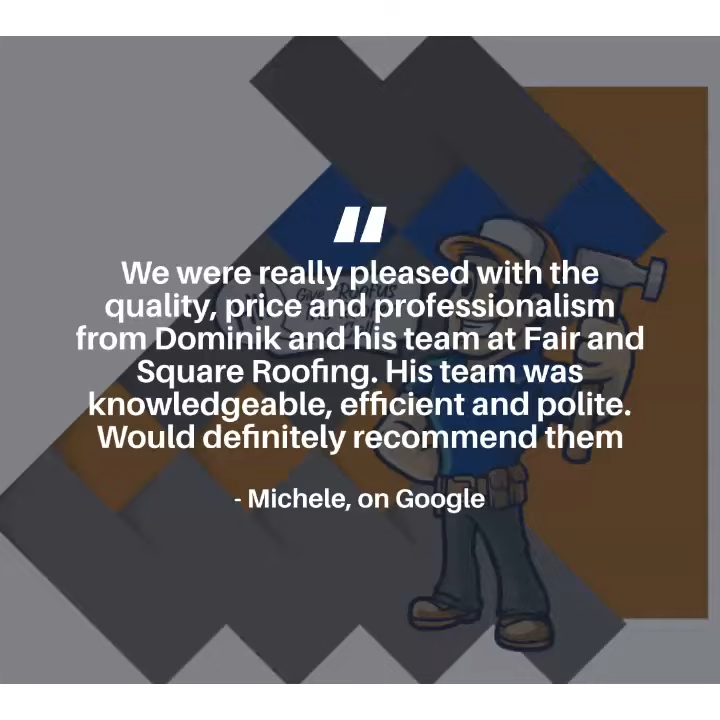 We were really pleased with the
quality, price and professionalism
from Dominik and his team at Fair and
Square Roofing. His team was
knowledgeable, efficient and polite.
Would definitely recommend them
- Michele, on Google